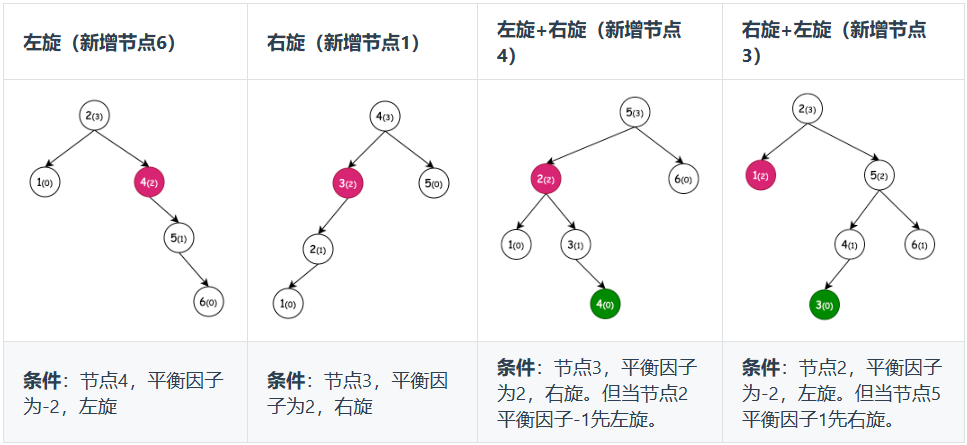 左旋（新增节点6）
右旋（新增节点1）
左旋+右旋（新增节点
4）
右旋+左旋（新增节点
3）
2(3)
1(0)
4(2)
5(1)
6(0)
4(3)
3(2)
5(0)
2(1)
1(0)
5(3)
2(2)
6(0)
1(0)
3(1)
4(0)
2(3)
1(2)
5(2)
4(1)
6(1)
3(0)
条件：节点4，平衡因子
为-2，左旋
条件：节点3，平衡因
子为2，右旋
条件：节点3，平衡因子
为2，右旋。但当节点2
平衡因子-1先左旋。
条件：节点2，平衡因子
为-2，左旋。但当节点5
平衡因子1先右旋。